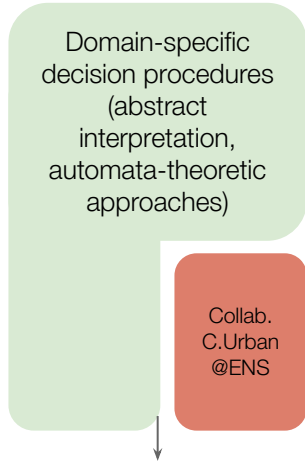 Domain-specific
decision procedures
(abstract
interpretation,
automata-theoretic
approaches)
Collab.
C.Urban
@ENS